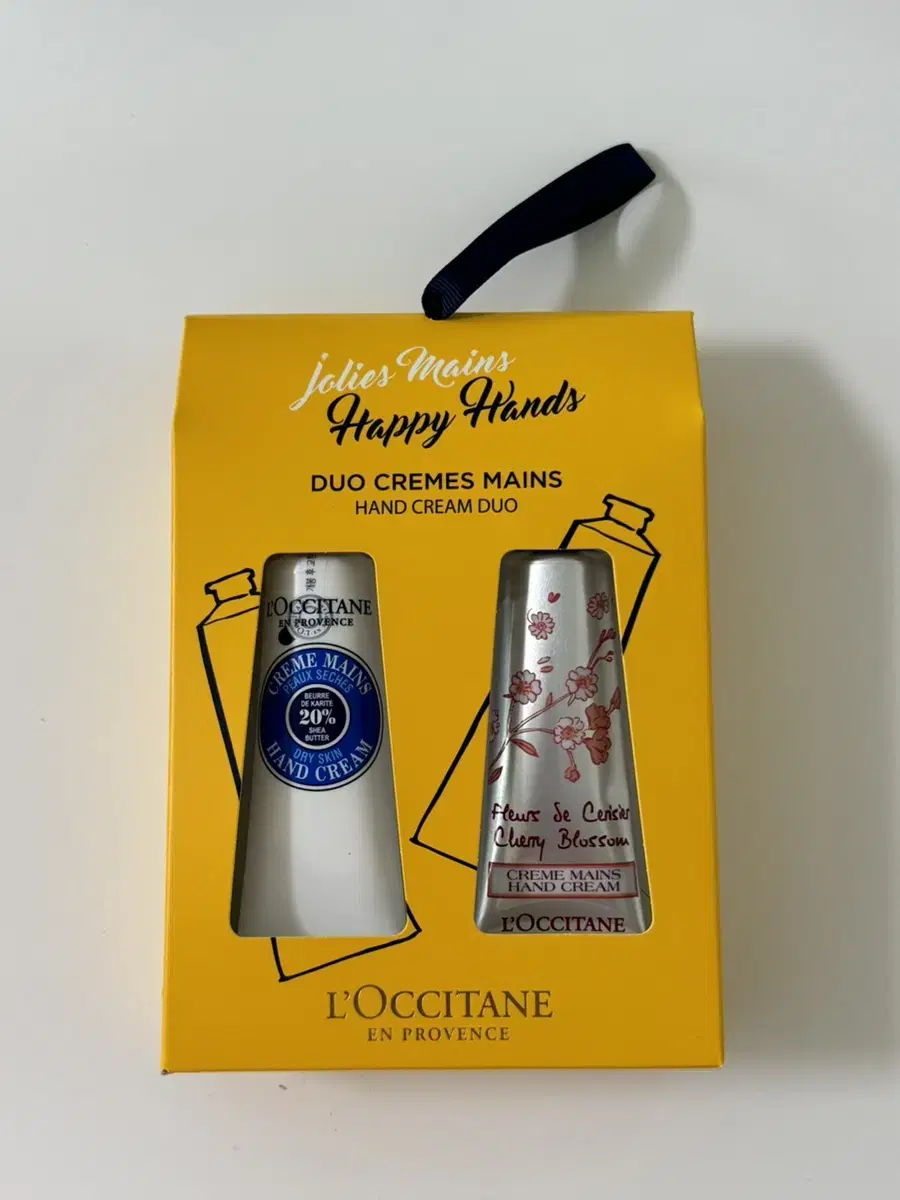 Jolies Mains
Happy Hands
DUO CREMES MAINS
HAND CREAM DUO
L'OCCITANE
EN PROVENCE
CREME MAINS
PEAUX SECHES
BEURRE
DE KARITE
20%
SHEA
BUTTER
DRY SKIN
HAND CREAM
Fleurs de Cerisier
Cherry Blossom
CREME MAINS
HAND CREAM
L'OCCITANE
L'OCCITANE
EN PROVENCE